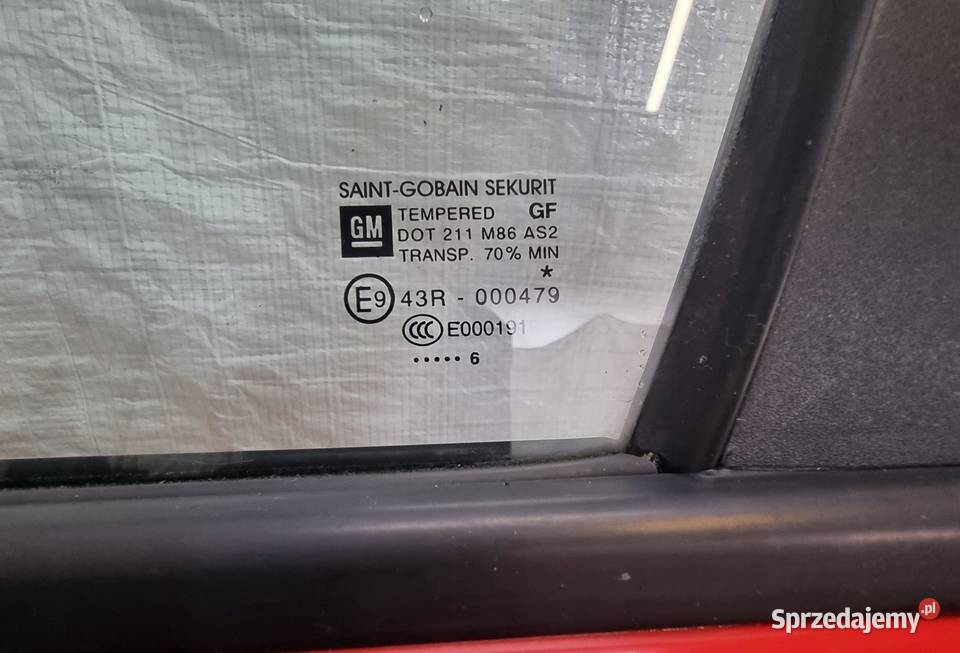 SAINT-GOBAIN SEKURIT
GM
TEMPERED GF
DOT 211 M86 AS2
TRANSP. 70% MIN
*
E9 43R - 000479
CCC E000191
····· 6
Sprzedajemy.pl